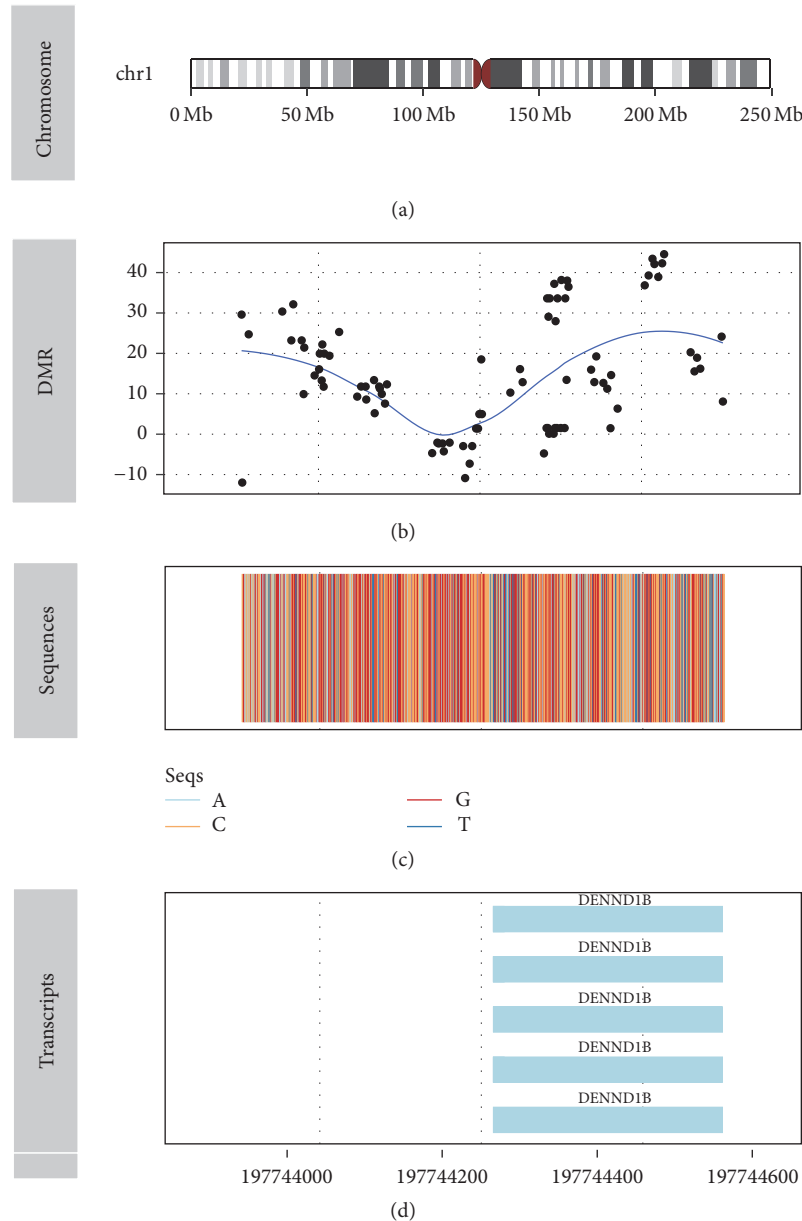 Chromosome
chr1
0 Mb 50 Mb 100 Mb 150 Mb 200 Mb 250 Mb
(a)
DMR
40
30
20
10
0
−10
(b)
Sequences
Seqs
A G
C T
(c)
Transcripts
DENND1B
DENND1B
DENND1B
DENND1B
DENND1B
197744000 197744200 197744400 197744600
(d)